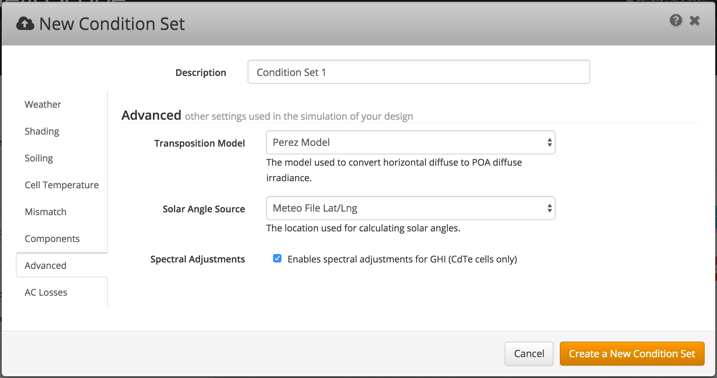 New Condition Set
Description
Condition Set 1
Weather
Shading
Soiling
Cell Temperature
Mismatch
Components
Advanced
AC Losses
Advanced other settings used in the simulation of your design
Transposition Model
Perez Model
The model used to convert horizontal diffuse to POA diffuse
irradiance.
Solar Angle Source
Meteo File Lat/Lng
The location used for calculating solar angles.
Spectral Adjustments
Enables spectral adjustments for GHI (CdTe cells only)
Cancel
Create a New Condition Set